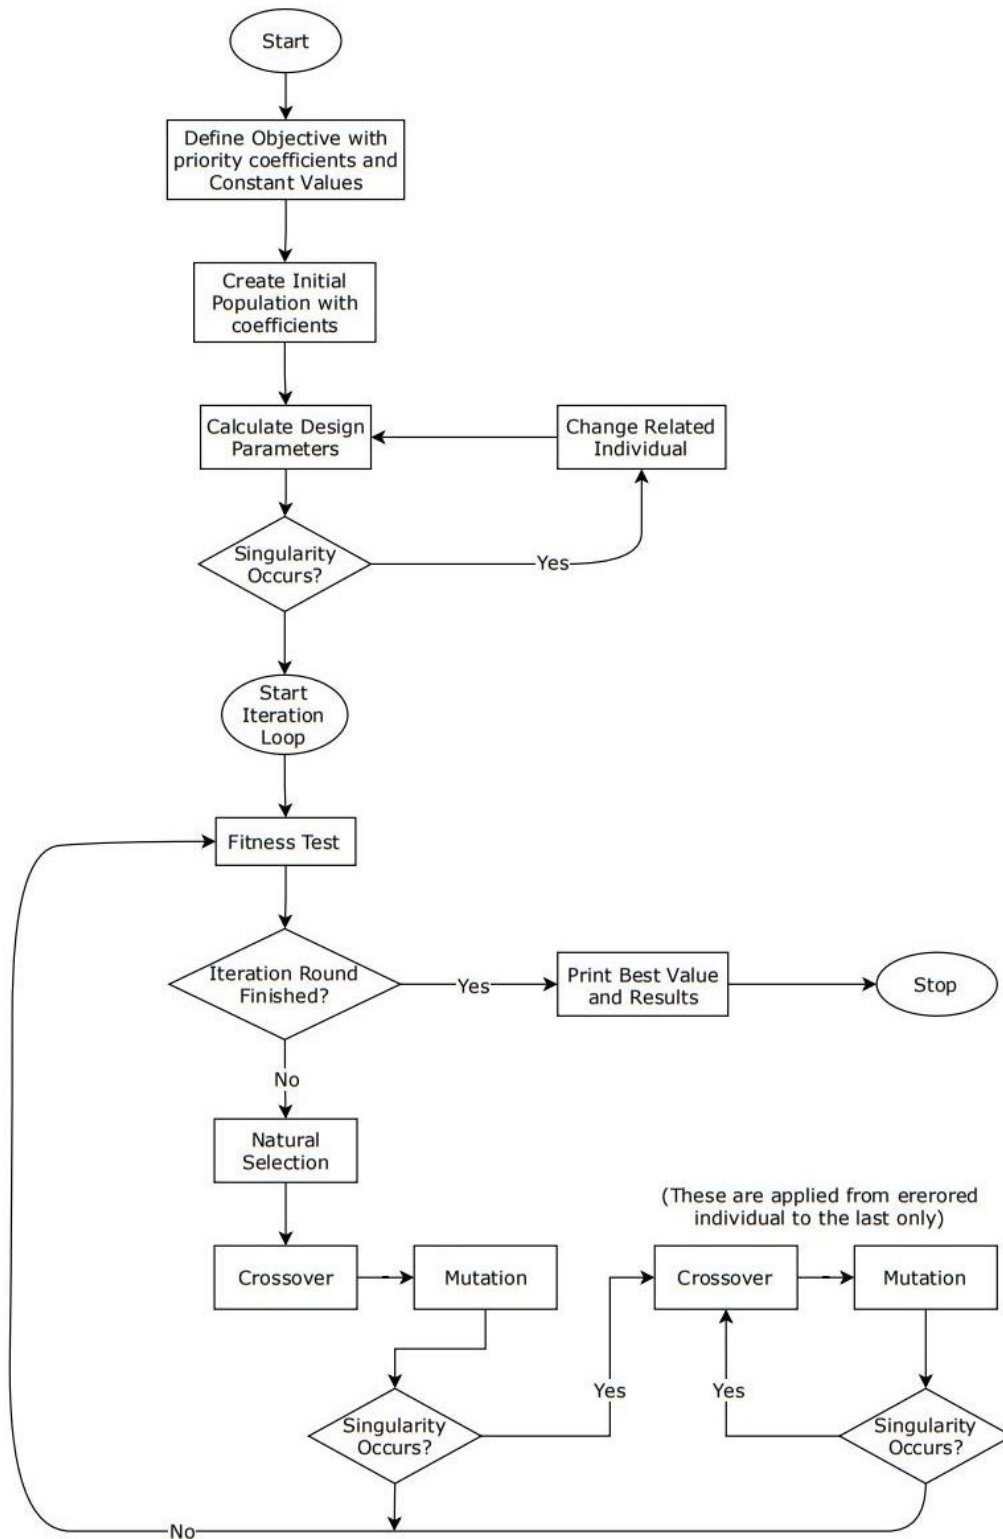 Start
Define Objective with
priority coefficients and
Constant Values
Create Initial
Population with
coefficients
Calculate Design
Parameters
Change Related
Individual
Singularity
Occurs?
Yes
Start
Iteration
Loop
Fitness Test
Iteration Round
Finished?
Yes
Print Best Value
and Results
Stop
No
Natural
Selection
(These are applied from ererored
individual to the last only)
Crossover
Mutation
Crossover
Mutation
Yes
Yes
Singularity
Occurs?
Singularity
Occurs?
No